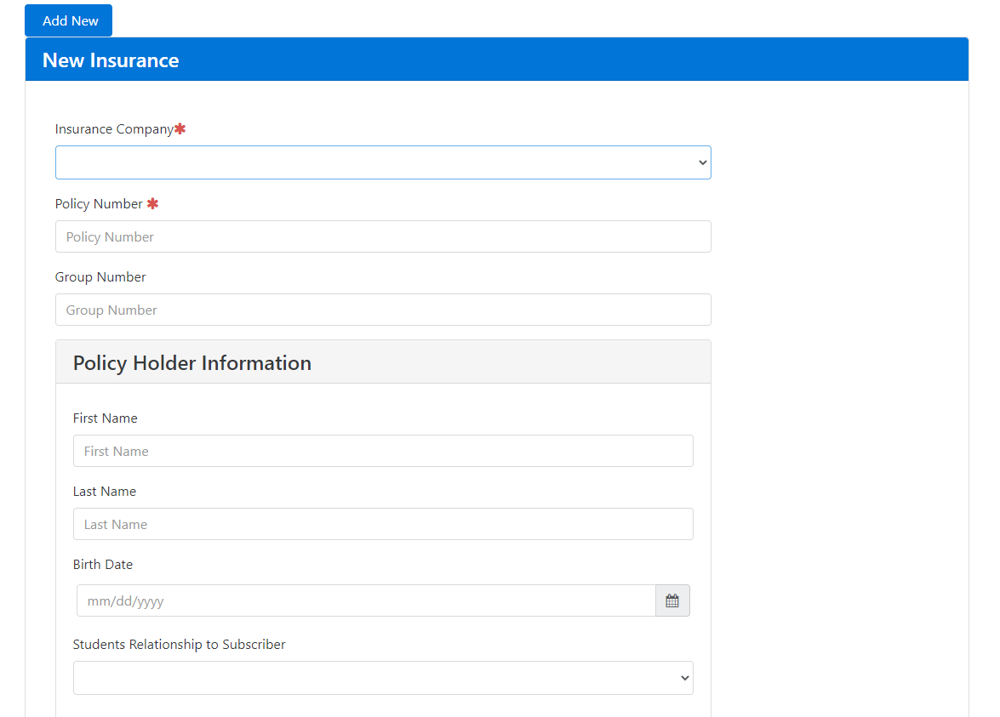 Add New
New Insurance
Insurance Company*
Policy Number *
Policy Number
Group Number
Group Number
Policy Holder Information
First Name
First Name
Last Name
Last Name
Birth Date
mm/dd/yyyy
Students Relationship to Subscriber